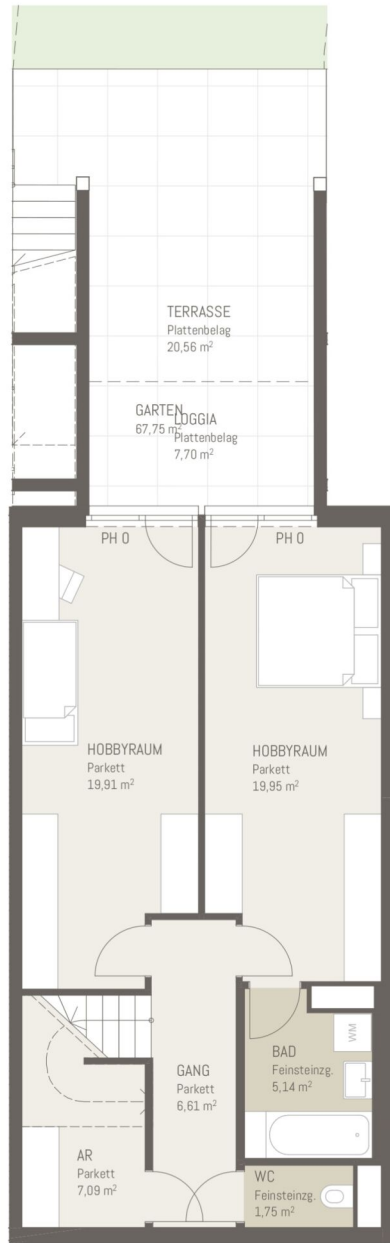 TERRASSE
Plattenbelag
20,56 m²
GARTEN
67,75 m²
LOGGIA
Plattenbelag
7,70 m²
PH 0
PH 0
HOBBYRAUM
Parkett
19,91 m²
HOBBYRAUM
Parkett
19,95 m²
WM
BAD
Feinsteinzg.
5,14 m²
GANG
Parkett
6,61 m²
AR
Parkett
7,09 m²
WC
Feinsteinzg.
1,75 m²